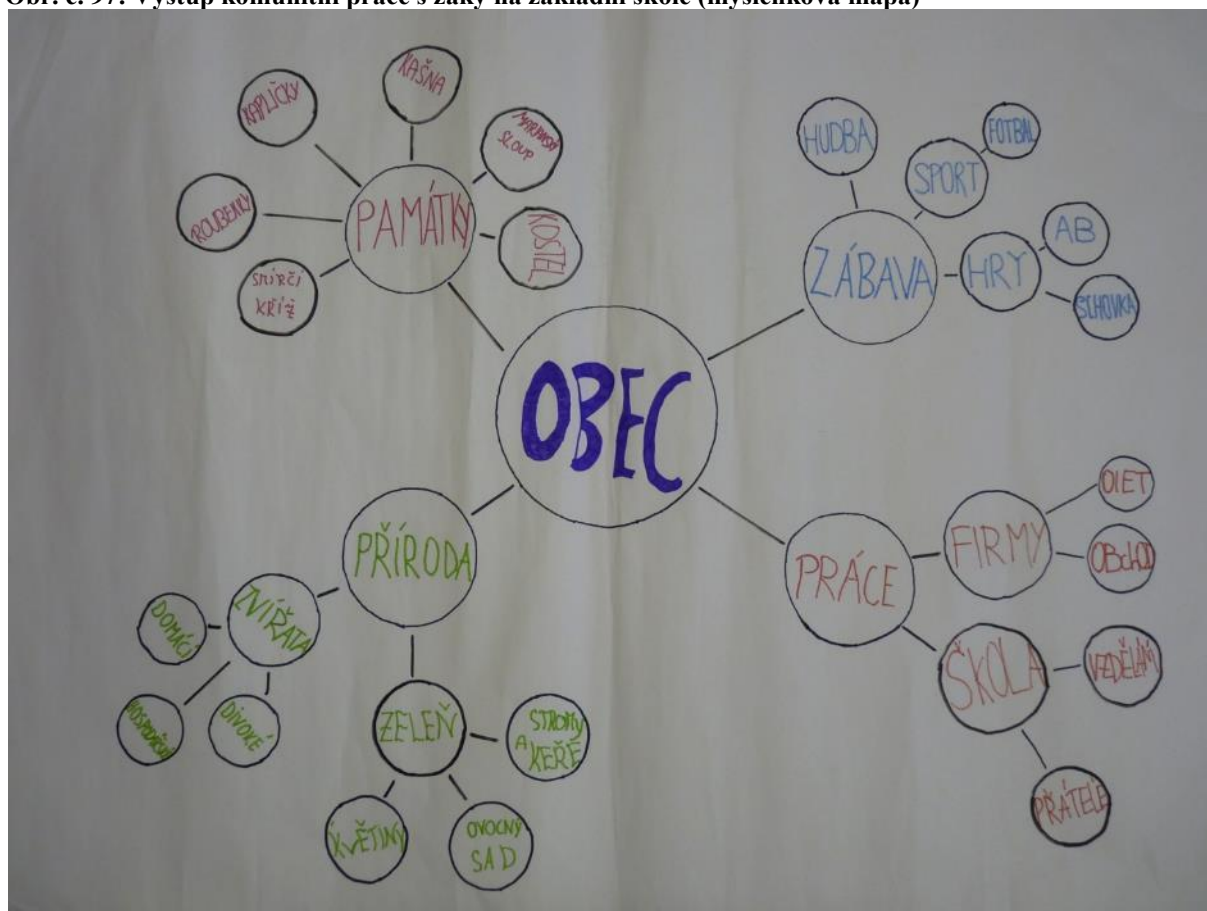 Obr. č. 97: Výstup komunitní práce s žáky na základní škole (myšlenková mapa)
KAŠNA
KAPLIČKY
MARIÁNSKÝ
SLOUP
ROUBENKY
PAMÁTKY
KOSTEL
SMÍRČÍ
KŘÍŽ
HUDBA
FOTBAL
SPORT
ZÁBAVA
HRY
AB
SCHOVKA
OBEC
PŘÍRODA
ZVÍŘATA
DOMÁCÍ
DIVOKÉ
ZELEŇ
STROMY
A KEŘE
KVĚTINY
OVOCNÝ
SAD
PRÁCE
FIRMY
OBchOD
ŠKOLA
VZDĚLÁNÍ
PŘÁTELÉ